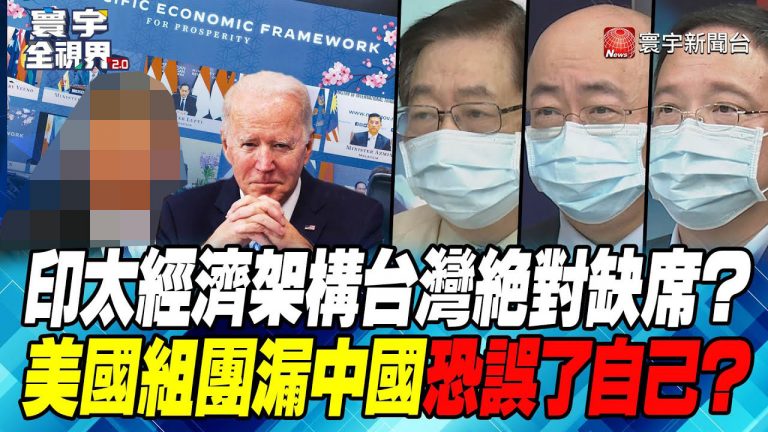 寰宇
全視界 2.0
CIFIC ECONOMIC FRAMEWORK
FOR PROSPERITY
News
寰宇新聞台
印太經濟架構台灣絕對缺席?
美國組團漏中國恐誤了自己?